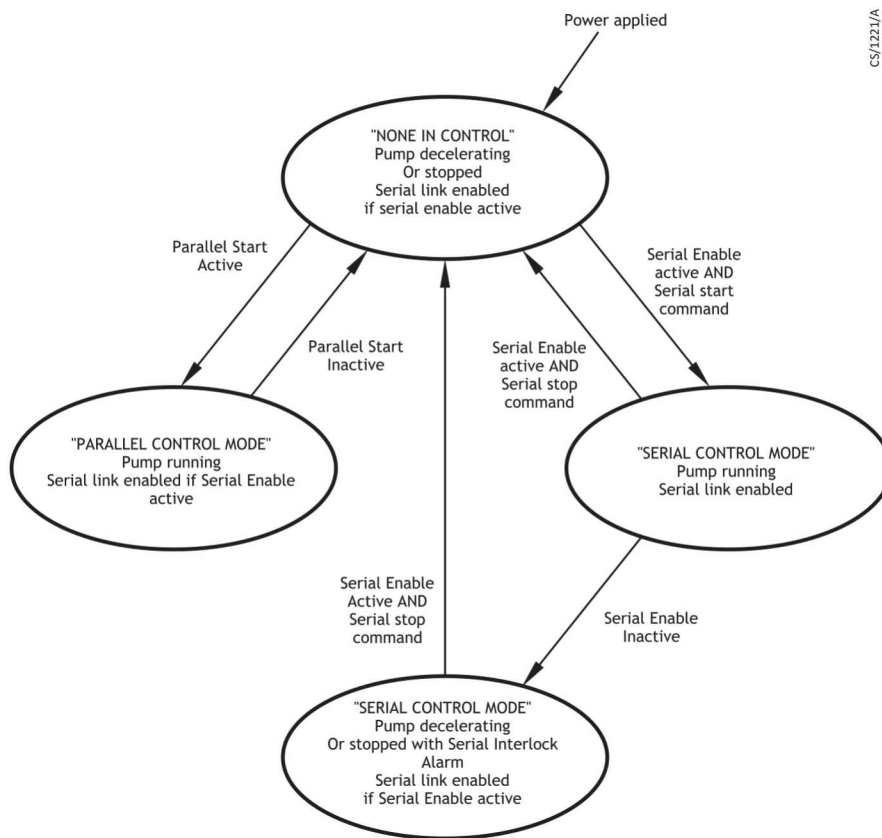 Power applied
CS/1221/A
"NONE IN CONTROL"
Pump decelerating
Or stopped
Serial link enabled
if serial enable active
Parallel Start
Active
Serial Enable
active AND
Serial start
command
Parallel Start
Inactive
Serial Enable
active AND
Serial stop
command
"PARALLEL CONTROL MODE"
Pump running
Serial link enabled if Serial Enable
active
"SERIAL CONTROL MODE"
Pump running
Serial link enabled
Serial Enable
Active AND
Serial stop
command
Serial Enable
Inactive
"SERIAL CONTROL MODE"
Pump decelerating
Or stopped with Serial Interlock
Alarm
Serial link enabled
if Serial Enable active